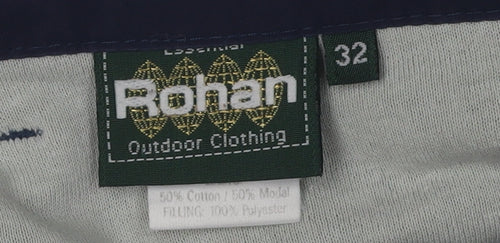 Essential
Rohan
Outdoor Clothing
32
50% Cotton / 50% Modal
FILLING: 100% Polyester